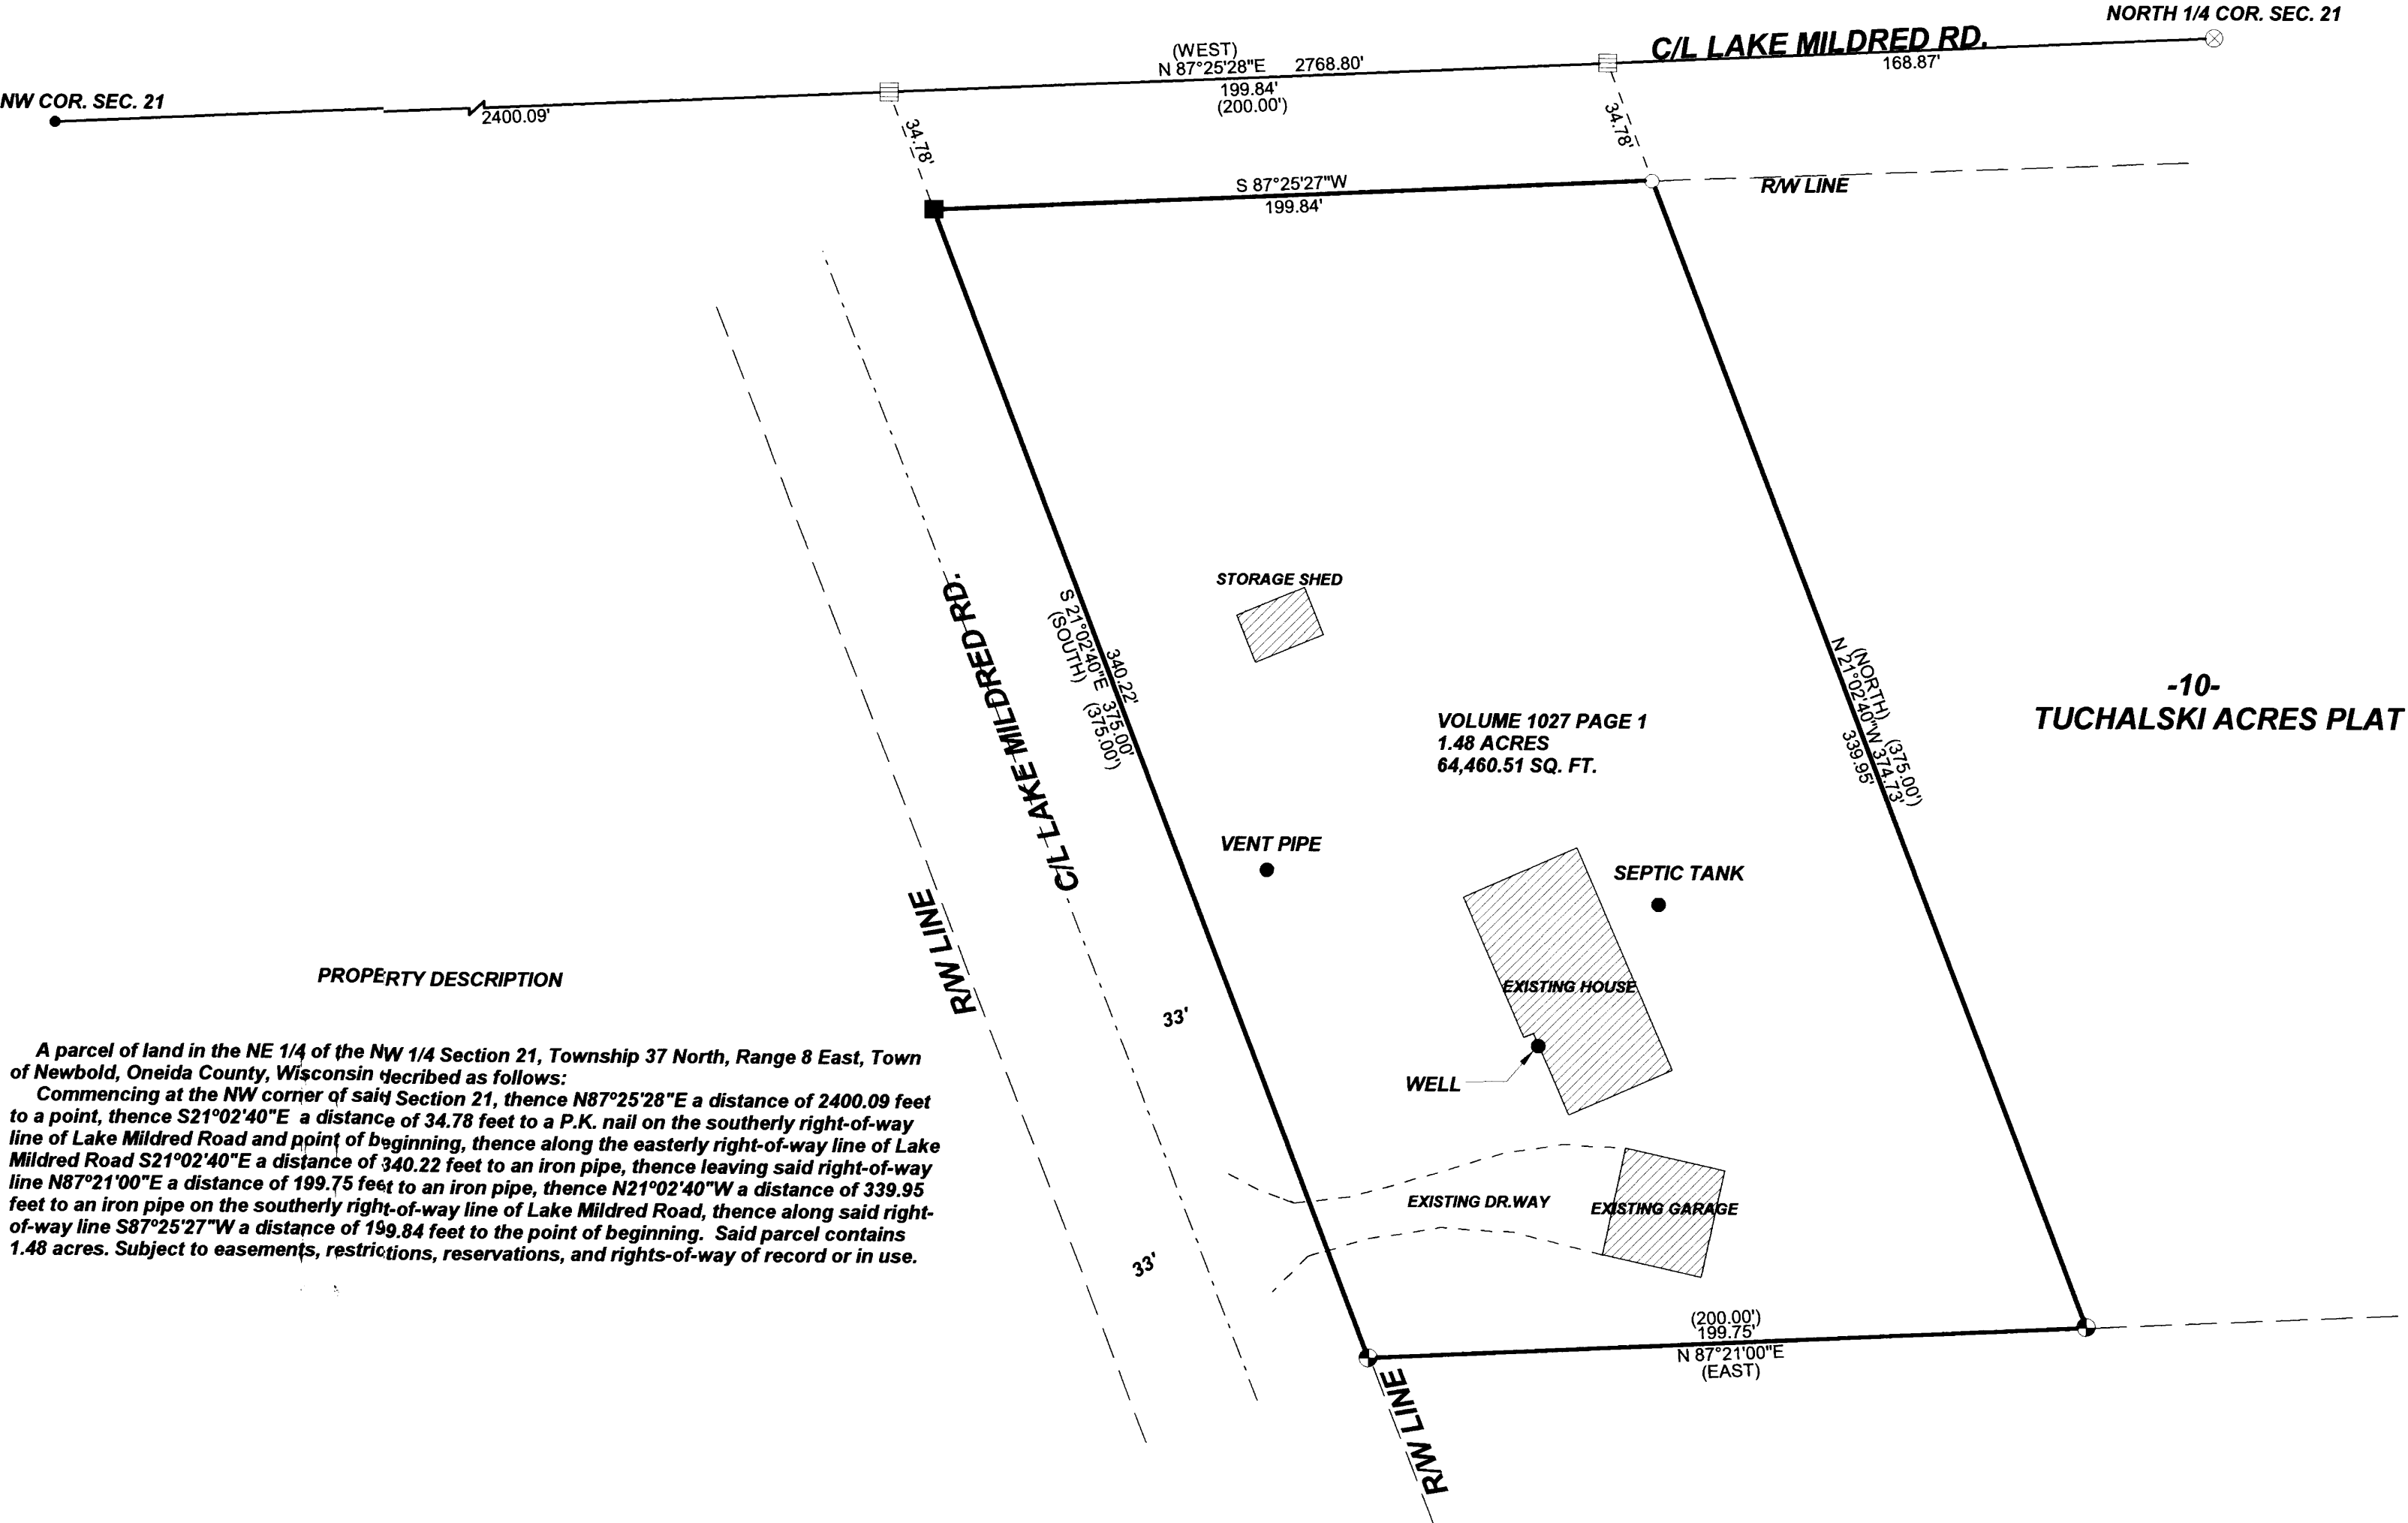 NORTH 1/4 COR. SEC. 21
C/L LAKE MILDRED RD.
168.87'
(WEST)
N 87°25'28"E 2768.80'
199.84'
(200.00')
NW COR. SEC. 21
2400.09'
34.78'
34.78'
S 87°25'27"W
199.84'
R/W LINE
STORAGE SHED
C/L LAKE MILDRED RD.
340.22'
S 21°02'40"E 375.00'
(SOUTH) (375.00')
(NORTH) (375.00')
N 21°02'40"W 374.73'
339.95'
-10-
TUCHALSKI ACRES PLAT
VOLUME 1027 PAGE 1
1.48 ACRES
64,460.51 SQ. FT.
VENT PIPE
SEPTIC TANK
R/W LINE
EXISTING HOUSE
33'
WELL
PROPERTY DESCRIPTION
A parcel of land in the NE 1/4 of the NW 1/4 Section 21, Township 37 North, Range 8 East, Town
of Newbold, Oneida County, Wisconsin decribed as follows:
Commencing at the NW corner of said Section 21, thence N87º25'28"E a distance of 2400.09 feet
to a point, thence S21º02'40"E a distance of 34.78 feet to a P.K. nail on the southerly right-of-way
line of Lake Mildred Road and point of beginning, thence along the easterly right-of-way line of Lake
Mildred Road S21º02'40"E a distance of 340.22 feet to an iron pipe, thence leaving said right-of-way
line N87º21'00"E a distance of 199.75 feet to an iron pipe, thence N21º02'40"W a distance of 339.95
feet to an iron pipe on the southerly right-of-way line of Lake Mildred Road, thence along said right-
of-way line S87º25'27"W a distance of 199.84 feet to the point of beginning. Said parcel contains
1.48 acres. Subject to easements, restrictions, reservations, and rights-of-way of record or in use.
EXISTING DR.WAY
EXISTING GARAGE
33'
(200.00')
199.75'
N 87°21'00"E
(EAST)
R/W LINE